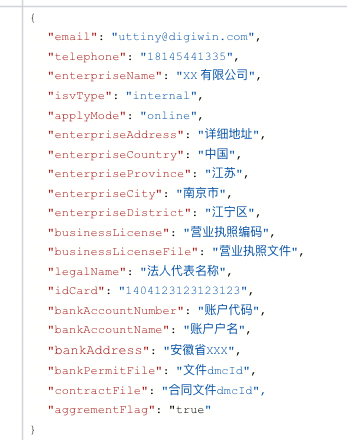 {
"email": "uttiny@digiwin.com",
"telephone": "18145441335",
"enterpriseName": "XX有限公司",
"isvType": "internal",
"applyMode": "online",
"enterpriseAddress": "详细地址",
"enterpriseCountry": "中国",
"enterpriseProvince": "江苏",
"enterpriseCity": "南京市",
"enterpriseDistrict": "江宁区",
"businessLicense": "营业执照编码",
"businessLicenseFile": "营业执照文件",
"legalName": "法人代表名称",
"idCard": "1404123123123123",
"bankAccountNumber": "账户代码",
"bankAccountName": "账户户名",
"bankAddress": "安徽省XXX",
"bankPermitFile": "文件dmcId",
"contractFile": "合同文件dmcId",
"aggrementFlag": "true"
}